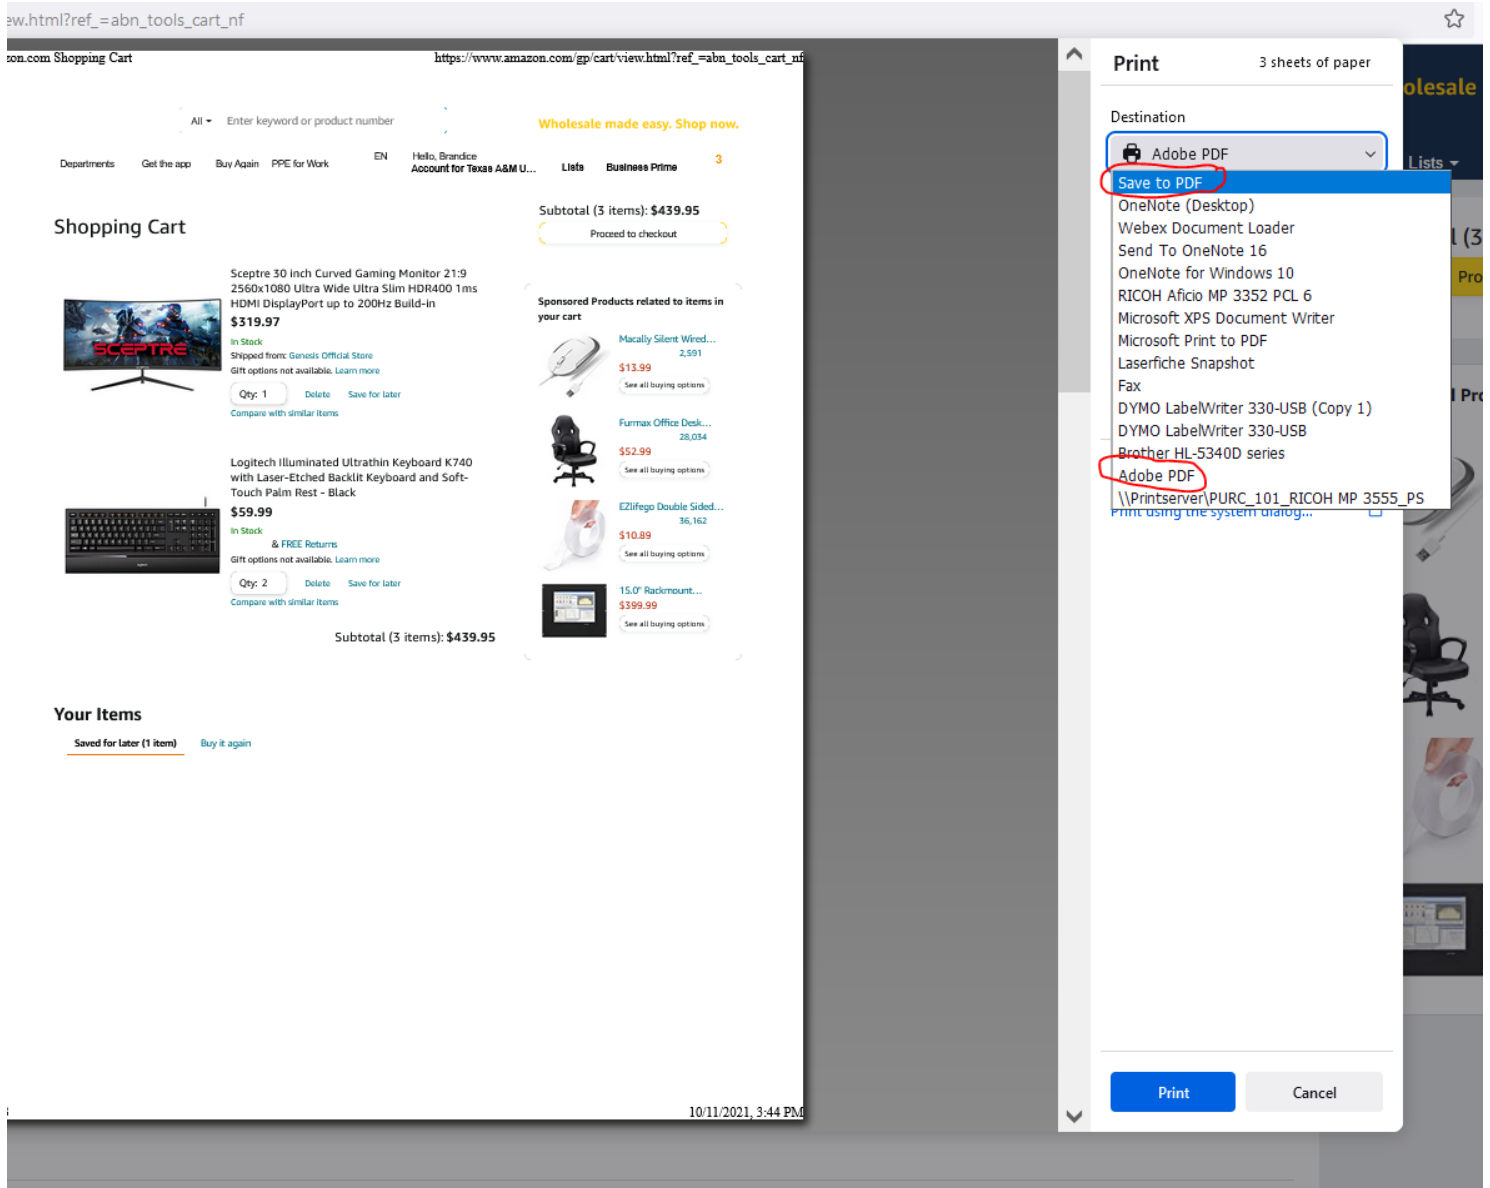 ew.html?ref_=abn_tools_cart_nf
zon.com Shopping Cart
https://www.amazon.com/gp/cart/view.html?ref_=abn_tools_cart_nf
All
Enter keyword or product number
Wholesale made easy. Shop now.
Departments
Get the app
Buy Again
PPE for Work
EN
Hello, Brandice
Account for Texas A&M U...
Lists
Business Prime
3
Shopping Cart
Subtotal (3 items): $439.95
Proceed to checkout
Sceptre 30 inch Curved Gaming Monitor 21:9
2560x1080 Ultra Wide Ultra Slim HDR400 1ms
HDMI DisplayPort up to 200Hz Build-in
$319.97
In Stock
Shipped from: Genesis Official Store
Gift options not available. Learn more
Qty: 1
Delete
Save for later
Compare with similar items
SCEPTRE
Logitech Illuminated Ultrathin Keyboard K740
with Laser-Etched Backlit Keyboard and Soft-
Touch Palm Rest - Black
$59.99
In Stock
& FREE Returns
Gift options not available. Learn more
Qty: 2
Delete
Save for later
Compare with similar items
Subtotal (3 items): $439.95
Sponsored Products related to items in
your cart
Macally Silent Wired...
2,591
$13.99
See all buying options
Furmax Office Desk...
28,034
$52.99
See all buying options
EZlifego Double Sided...
36,162
$10.89
See all buying options
15.0" Rackmount...
$399.99
See all buying options
Your Items
Saved for later (1 item)
Buy it again
10/11/2021, 3:44 PM
Print
3 sheets of paper
Destination
Adobe PDF
Save to PDF
OneNote (Desktop)
Webex Document Loader
Send To OneNote 16
OneNote for Windows 10
RICOH Aficio MP 3352 PCL 6
Microsoft XPS Document Writer
Microsoft Print to PDF
Laserfiche Snapshot
Fax
DYMO LabelWriter 330-USB (Copy 1)
DYMO LabelWriter 330-USB
Brother HL-5340D series
Adobe PDF
\\Printserver\PURC_101_RICOH MP 3555_PS
Print using the system dialog...
Print
Cancel
olesale
Lists
l (3
Pro
l Pro